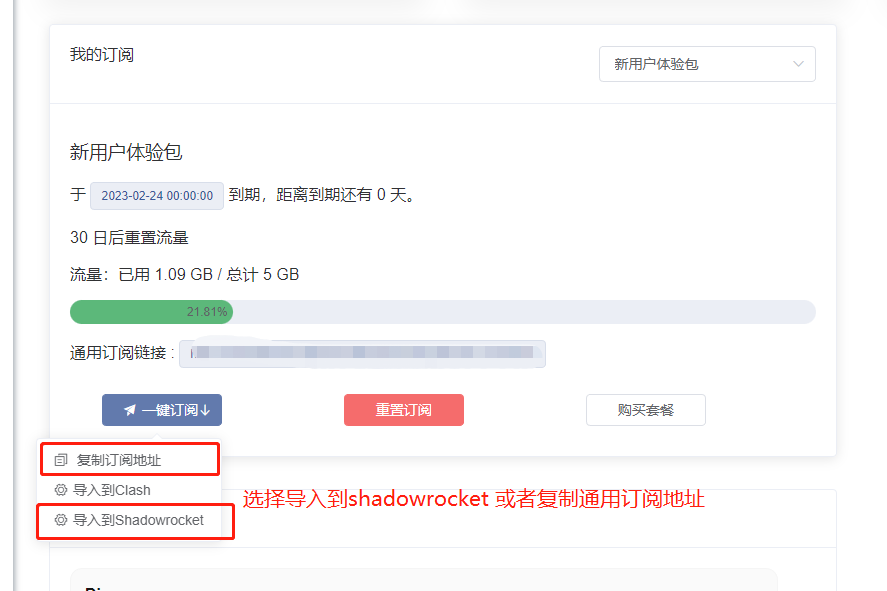 我的订阅
新用户体验包
新用户体验包
于 2023-02-24 00:00:00 到期，距离到期还有 0 天。
30 日后重置流量
流量：已用 1.09 GB / 总计 5 GB
21.81%
通用订阅链接 :
一键订阅↓
重置订阅
购买套餐
复制订阅地址
导入到Clash
导入到Shadowrocket
选择导入到shadowrocket 或者复制通用订阅地址